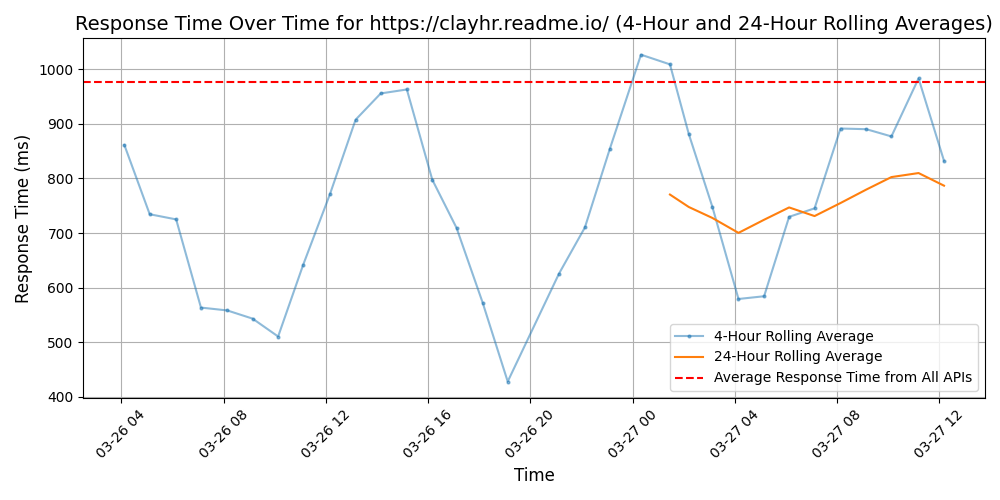 Response Time Over Time for https://clayhr.readme.io/ (4-Hour and 24-Hour Rolling Averages)
Response Time (ms)
1000
900
800
700
600
500
400
4-Hour Rolling Average
24-Hour Rolling Average
Average Response Time from All APIs
03-26 04
03-26 08
03-26 12
03-26 16
03-26 20
03-27 00
03-27 04
03-27 08
03-27 12
Time